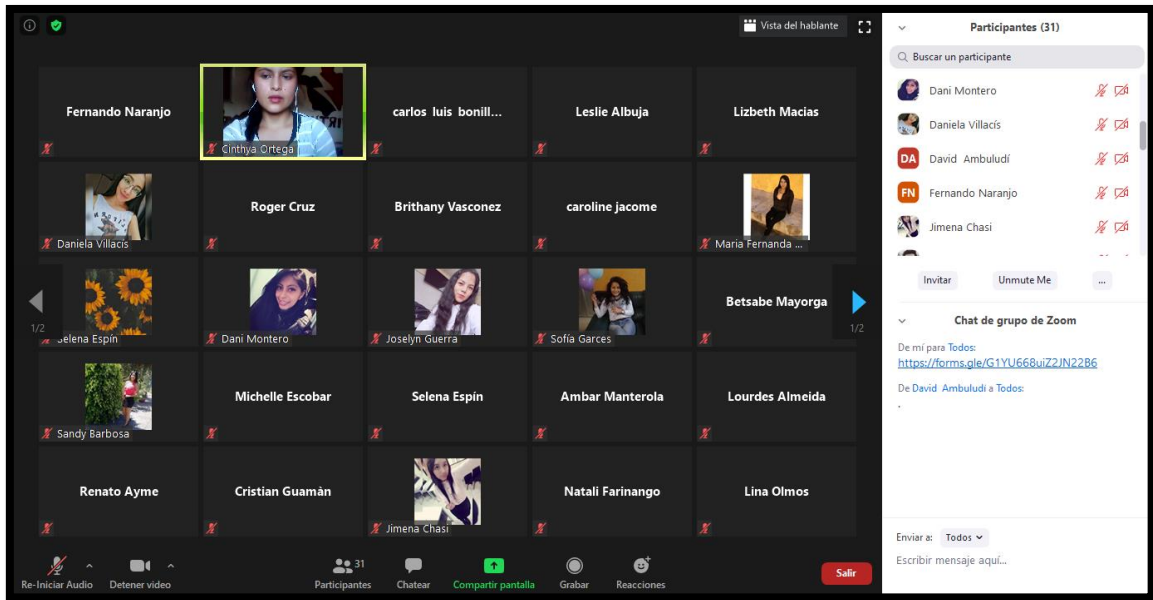 Vista del hablante
Fernando Naranjo
Cinthya Ortega
carlos luis bonill...
Leslie Albuja
Lizbeth Macias
Daniela Villacís
Roger Cruz
Brithany Vasconez
caroline jacome
Maria Fernanda ...
1/2
Selena Espín
Dani Montero
Joselyn Guerra
Sofía Garces
Betsabe Mayorga
1/2
Sandy Barbosa
Michelle Escobar
Selena Espín
Ambar Manterola
Lourdes Almeida
Renato Ayme
Cristian Guamàn
Jimena Chasi
Natali Farinango
Lina Olmos
Re-Iniciar Audio
Detener video
31
Participantes
Chatear
Compartir pantalla
Grabar
Reacciones
Salir
Participantes (31)
Buscar un participante
Dani Montero
Daniela Villacís
DA David Ambuludí
FN Fernando Naranjo
Jimena Chasi
Invitar
Unmute Me
...
Chat de grupo de Zoom
De mí para Todos:
https://forms.gle/G1YU668uiZ2JN22B6
De David Ambuludí a Todos:
.
Enviar a: Todos
Escribir mensaje aquí...